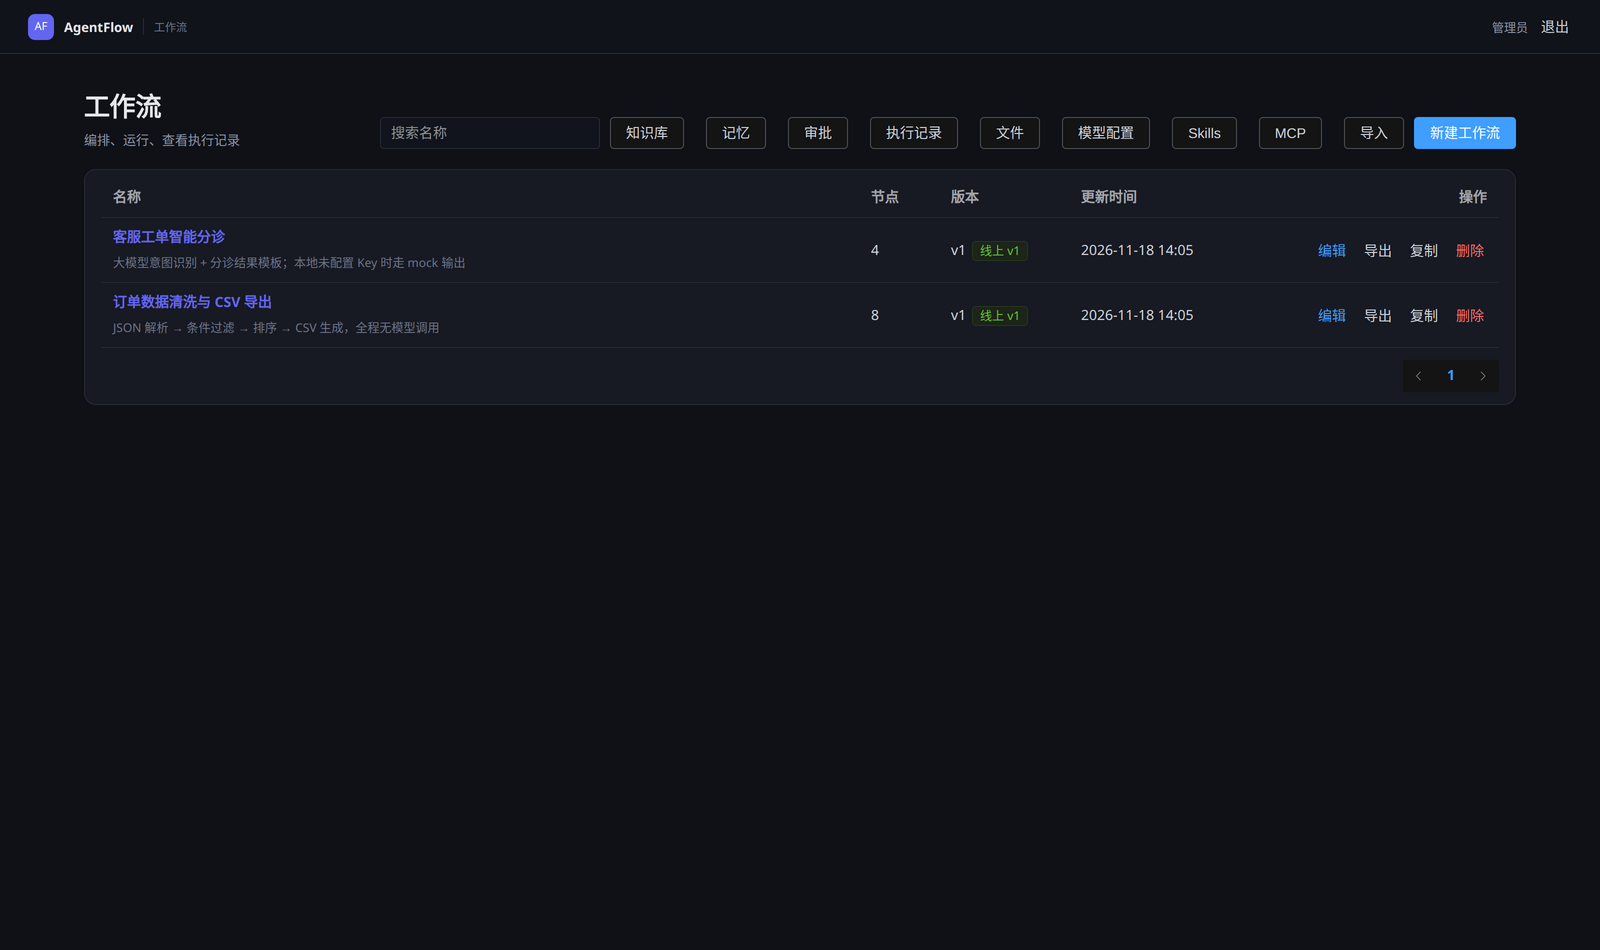 AF AgentFlow 工作流 管理员 退出
工作流
编排、运行、查看执行记录
搜索名称 知识库 记忆 审批 执行记录 文件 模型配置 Skills MCP 导入 新建工作流
名称 节点 版本 更新时间 操作
客服工单智能分诊
大模型意图识别 + 分诊结果模板；本地未配置 Key 时走 mock 输出
4 v1 线上 v1 2026-11-18 14:05 编辑 导出 复制 删除
订单数据清洗与 CSV 导出
JSON 解析 → 条件过滤 → 排序 → CSV 生成，全程无模型调用
8 v1 线上 v1 2026-11-18 14:05 编辑 导出 复制 删除
1